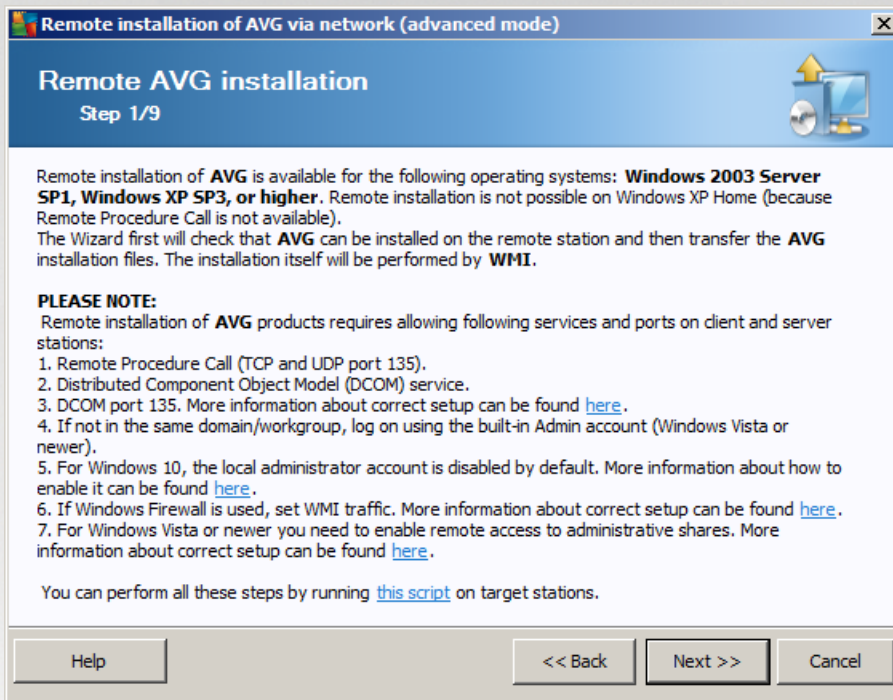 Remote installation of AVG via network (advanced mode)
Remote AVG installation
Step 1/9
Remote installation of AVG is available for the following operating systems: Windows 2003 Server
SP1, Windows XP SP3, or higher. Remote installation is not possible on Windows XP Home (because
Remote Procedure Call is not available).
The Wizard first will check that AVG can be installed on the remote station and then transfer the AVG
installation files. The installation itself will be performed by WMI.
PLEASE NOTE:
Remote installation of AVG products requires allowing following services and ports on client and server
stations:
1. Remote Procedure Call (TCP and UDP port 135).
2. Distributed Component Object Model (DCOM) service.
3. DCOM port 135. More information about correct setup can be found here.
4. If not in the same domain/workgroup, log on using the built-in Admin account (Windows Vista or
newer).
5. For Windows 10, the local administrator account is disabled by default. More information about how to
enable it can be found here.
6. If Windows Firewall is used, set WMI traffic. More information about correct setup can be found here.
7. For Windows Vista or newer you need to enable remote access to administrative shares. More
information about correct setup can be found here.
You can perform all these steps by running this script on target stations.
Help << Back Next >> Cancel